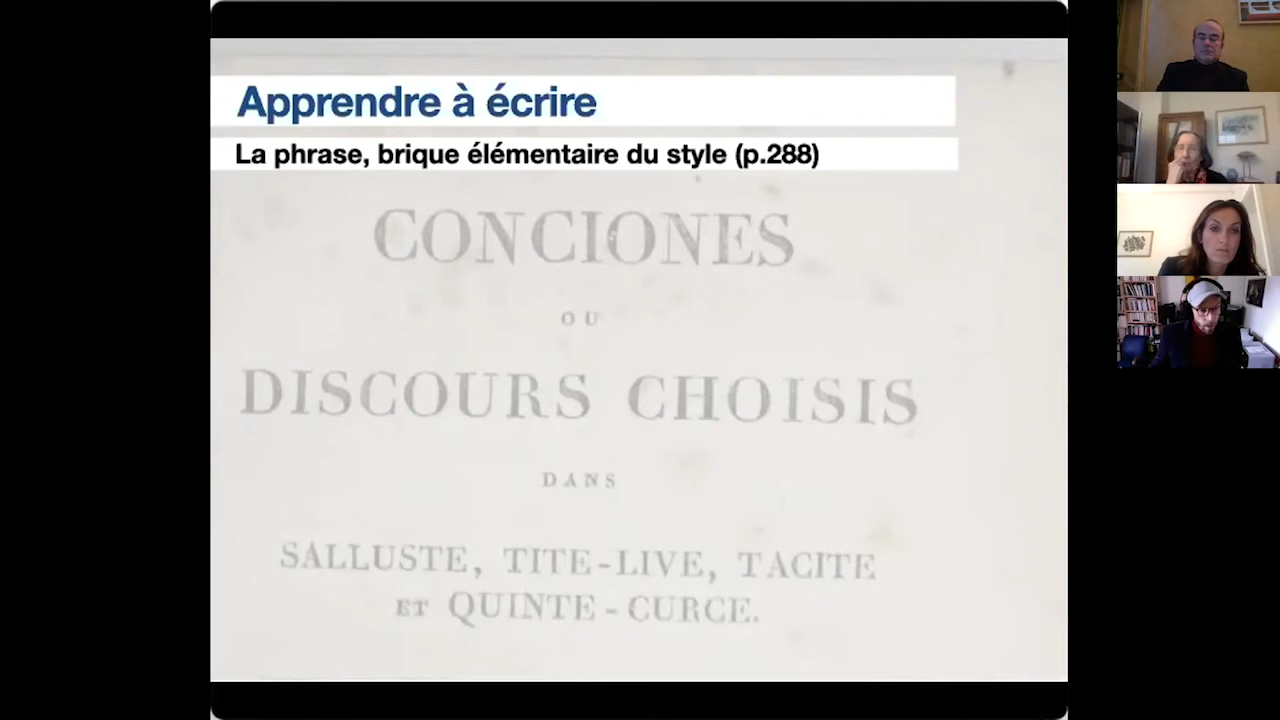 Apprendre à écrire
La phrase, brique élémentaire du style (p.288)
CONCIONES
OU
DISCOURS CHOISIS
DANS
SALLUSTE, TITE-LIVE, TACITE
ET QUINTE-CURCE.